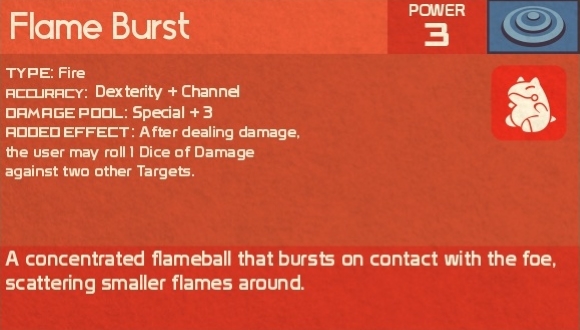 Flame Burst
POWER
3
TYPE: Fire
ACCURACY: Dexterity + Channel
DAMAGE POOL: Special + 3
ADDED EFFECT: After dealing damage,
the user may roll 1 Dice of Damage
against two other Targets.
A concentrated flameball that bursts on contact with the foe,
scattering smaller flames around.